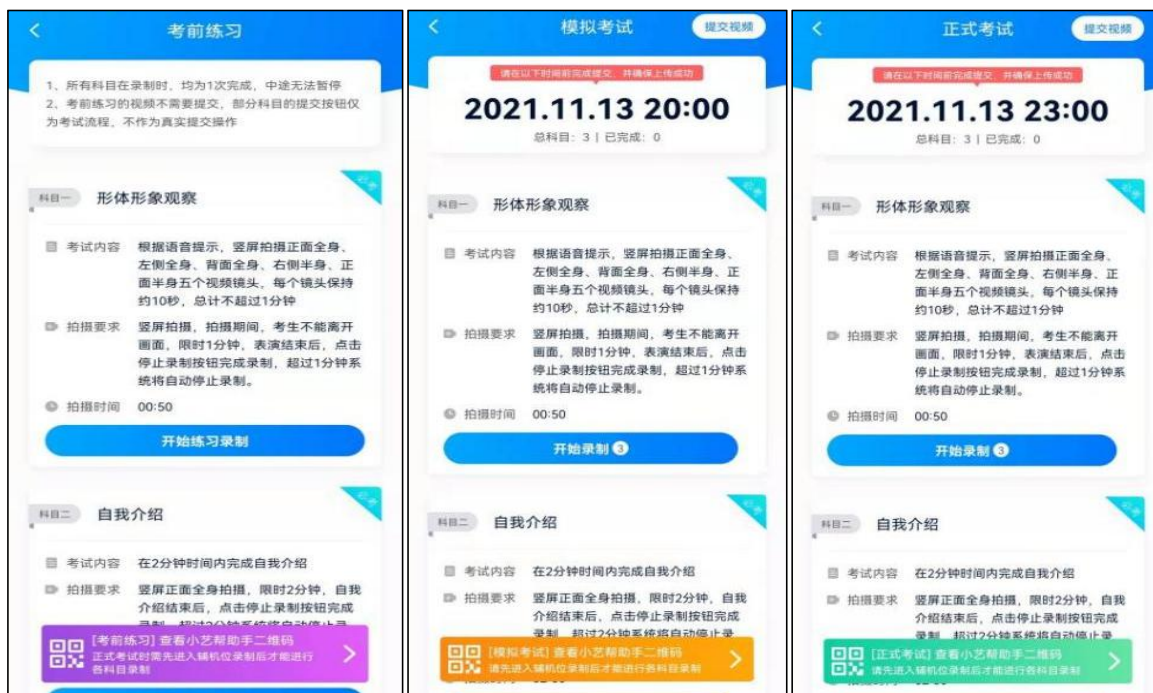 考前练习
1、所有科目在录制时，均为1次完成，中途无法暂停
2、考前练习的视频不需要提交，部分科目的提交按钮仅
为考试流程，不作为真实提交操作
科目一 形体形象观察
必考
考试内容 根据语音提示，竖屏拍摄正面全身、
左侧全身、背面全身、右侧半身、正
面半身五个视频镜头，每个镜头保持
约10秒，总计不超过1分钟
拍摄要求 竖屏拍摄，拍摄期间，考生不能离开
画面，限时1分钟，表演结束后，点击
停止录制按钮完成录制，超过1分钟系
统将自动停止录制。
拍摄时间 00:50
开始练习录制
科目二 自我介绍
必考
考试内容 在2分钟时间内完成自我介绍
拍摄要求 竖屏正面全身拍摄，限时2分钟，自我
介绍结束后，点击停止录制按钮完成
[考前练习] 查看小艺帮助手二维码
正式考试时需先进入辅机位录制后才能进行
各科目录制
模拟考试 提交视频
请在以下时间前完成提交，并确保上传成功
2021.11.13 20:00
总科目：3 | 已完成：0
科目一 形体形象观察
必考
考试内容 根据语音提示，竖屏拍摄正面全身、
左侧全身、背面全身、右侧半身、正
面半身五个视频镜头，每个镜头保持
约10秒，总计不超过1分钟
拍摄要求 竖屏拍摄，拍摄期间，考生不能离开
画面，限时1分钟，表演结束后，点击
停止录制按钮完成录制，超过1分钟系
统将自动停止录制。
拍摄时间 00:50
开始录制 3
科目二 自我介绍
必考
考试内容 在2分钟时间内完成自我介绍
拍摄要求 竖屏正面全身拍摄，限时2分钟，自我
介绍结束后，点击停止录制按钮完成
录制，超过2分钟系统将自动停止录
[模拟考试] 查看小艺帮助手二维码
请先进入辅机位录制后才能进行各科目录制
正式考试 提交视频
请在以下时间前完成提交，并确保上传成功
2021.11.13 23:00
总科目：3 | 已完成：0
科目一 形体形象观察
必考
考试内容 根据语音提示，竖屏拍摄正面全身、
左侧全身、背面全身、右侧半身、正
面半身五个视频镜头，每个镜头保持
约10秒，总计不超过1分钟
拍摄要求 竖屏拍摄，拍摄期间，考生不能离开
画面，限时1分钟，表演结束后，点击
停止录制按钮完成录制，超过1分钟系
统将自动停止录制。
拍摄时间 00:50
开始录制 3
科目二 自我介绍
必考
考试内容 在2分钟时间内完成自我介绍
拍摄要求 竖屏正面全身拍摄，限时2分钟，自我
介绍结束后，点击停止录制按钮完成
录制，超过2分钟系统将自动停止录
[正式考试] 查看小艺帮助手二维码
请先进入辅机位录制后才能进行各科目录制